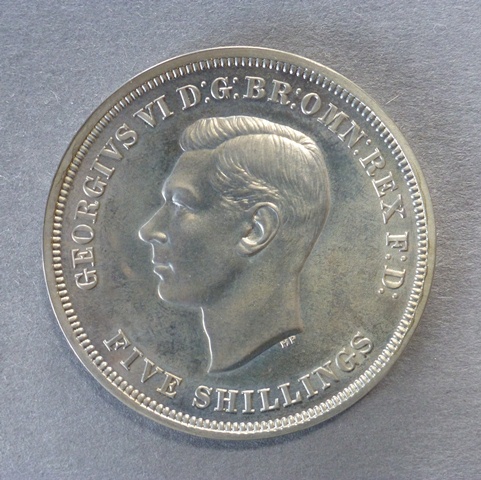 GEORGIVS VI D:G:BR:OMN:REX F:D:
FIVE SHILLINGS
HP